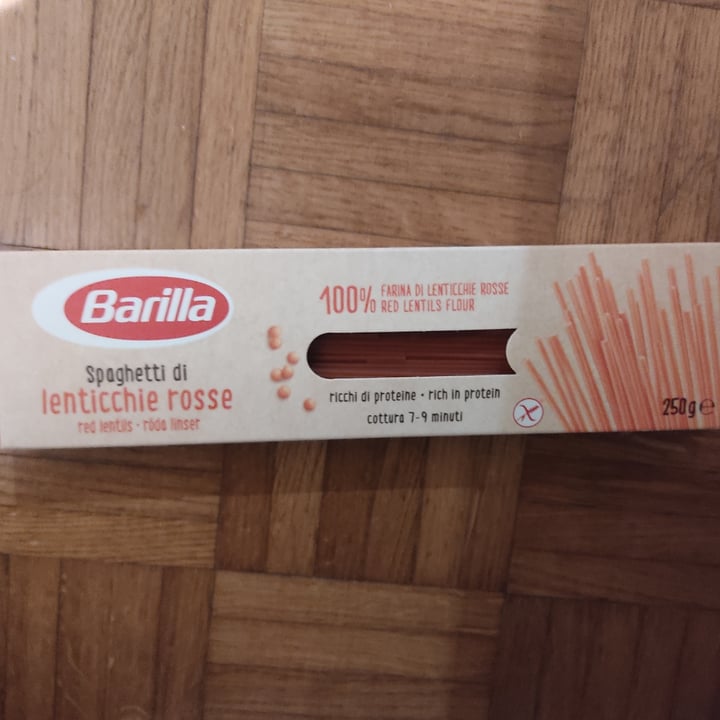 Barilla
Spaghetti di
lenticchie rosse
red lentils · röda linser
100% FARINA DI LENTICCHIE ROSSE
RED LENTILS FLOUR
ricchi di proteine · rich in protein
cottura 7-9 minuti
250g e